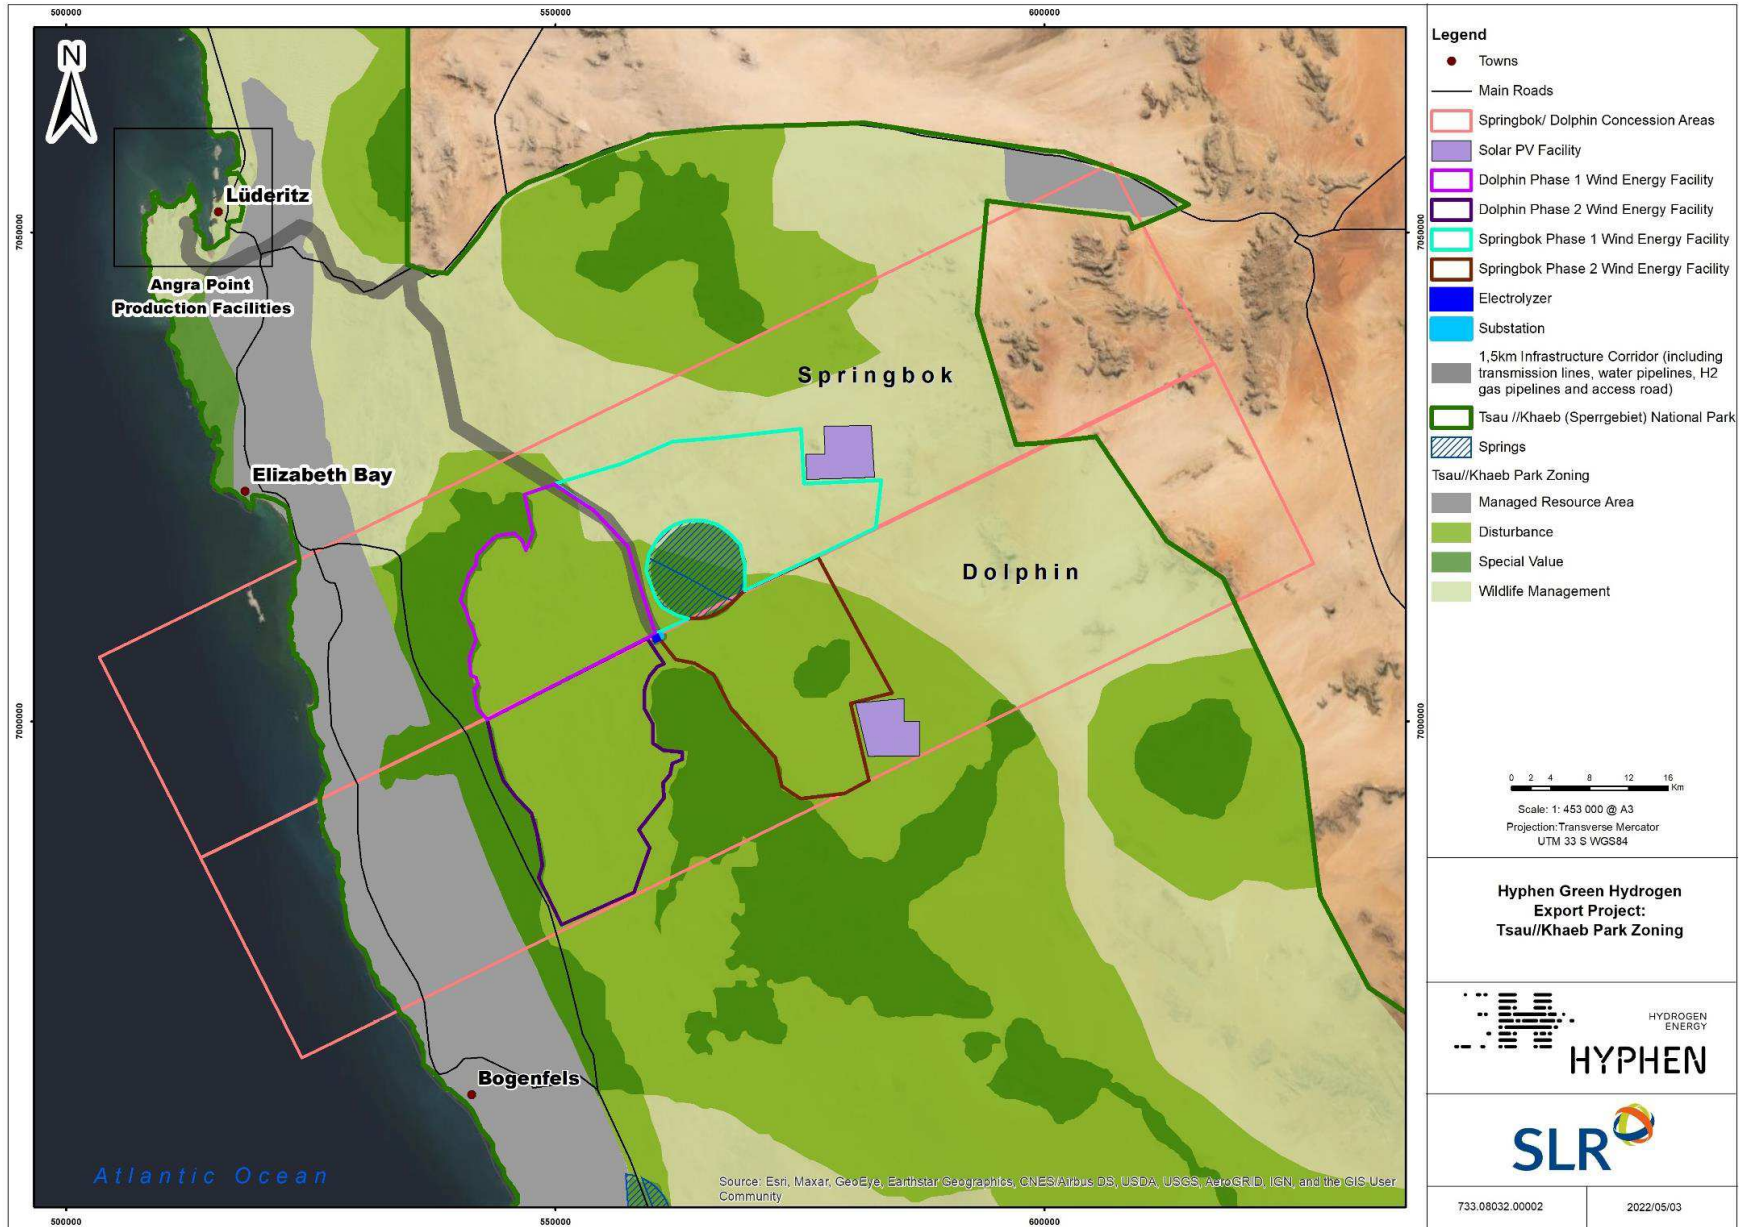 500000
550000
600000
N
7050000
7050000
7000000
7000000
Lüderitz
Angra Point
Production Facilities
Springbok
Elizabeth Bay
Dolphin
Bogenfels
Atlantic Ocean
Source: Esri, Maxar, GeoEye, Earthstar Geographics, CNES/Airbus DS, USDA, USGS, AeroGRID, IGN, and the GIS User
Community
500000
550000
600000
Legend
Towns
Main Roads
Springbok/ Dolphin Concession Areas
Solar PV Facility
Dolphin Phase 1 Wind Energy Facility
Dolphin Phase 2 Wind Energy Facility
Springbok Phase 1 Wind Energy Facility
Springbok Phase 2 Wind Energy Facility
Electrolyzer
Substation
1,5km Infrastructure Corridor (including
transmission lines, water pipelines, H2
gas pipelines and access road)
Tsau //Khaeb (Sperrgebiet) National Park
Springs
Tsau//Khaeb Park Zoning
Managed Resource Area
Disturbance
Special Value
Wildlife Management
0 2 4 8 12 16
Km
Scale: 1: 453 000 @ A3
Projection:Transverse Mercator
UTM 33 S WGS84
Hyphen Green Hydrogen
Export Project:
Tsau//Khaeb Park Zoning
HYDROGEN
ENERGY
HYPHEN
SLR
733.08032.00002
2022/05/03